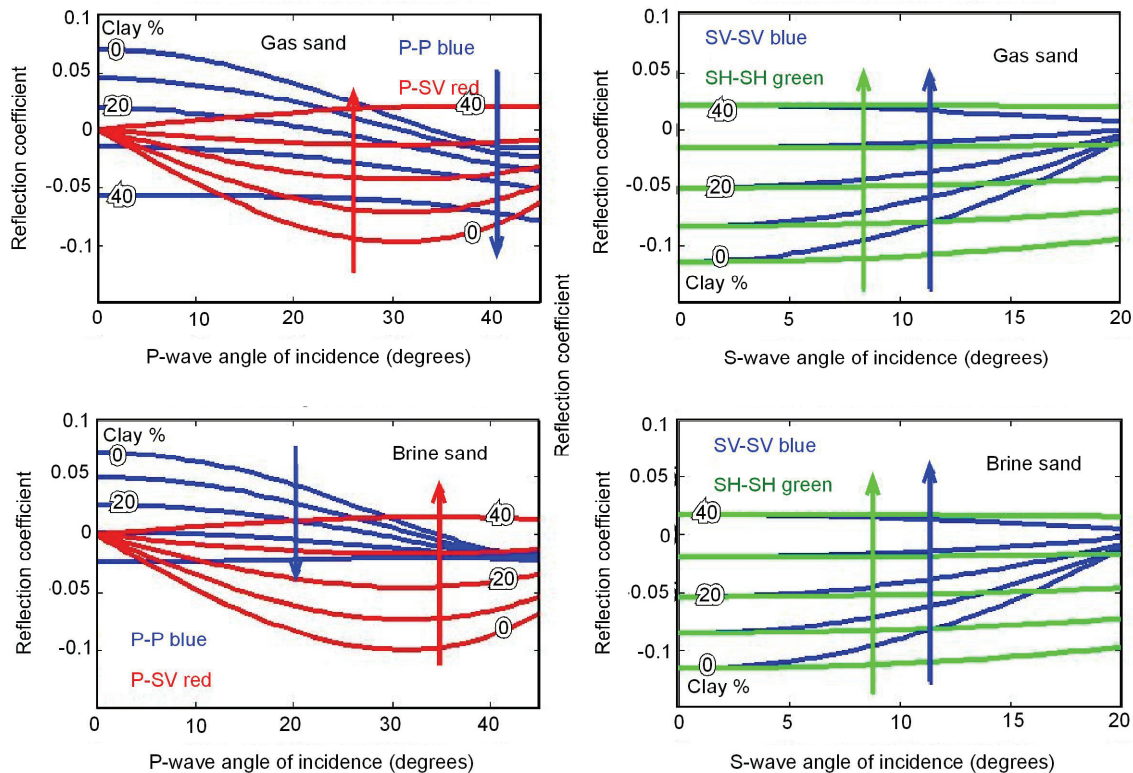 0.1
Clay %
0
Gas sand
P-P blue
0.05
P-SV red
20
40
0
-0.05
40
0
-0.1
Reflection coefficient
0
10
20
30
40
P-wave angle of incidence (degrees)
0.1
SV-SV blue
Gas sand
0.05
SH-SH green
40
0
-0.05
20
-0.1
0
Clay %
Reflection coefficient
0
5
10
15
20
S-wave angle of incidence (degrees)
Reflection coefficient
0.1
Clay %
0
Brine sand
0.05
20
40
0
0.05
20
0
-0.1
P-P blue
P-SV red
Reflection coefficient
0
10
20
30
40
P-wave angle of incidence (degrees)
0.1
SV-SV blue
Brine sand
0.05
SH-SH green
40
0
-0.05
20
-0.1
0
Clay %
Reflection coefficient
0
5
10
15
20
S-wave angle of incidence (degrees)